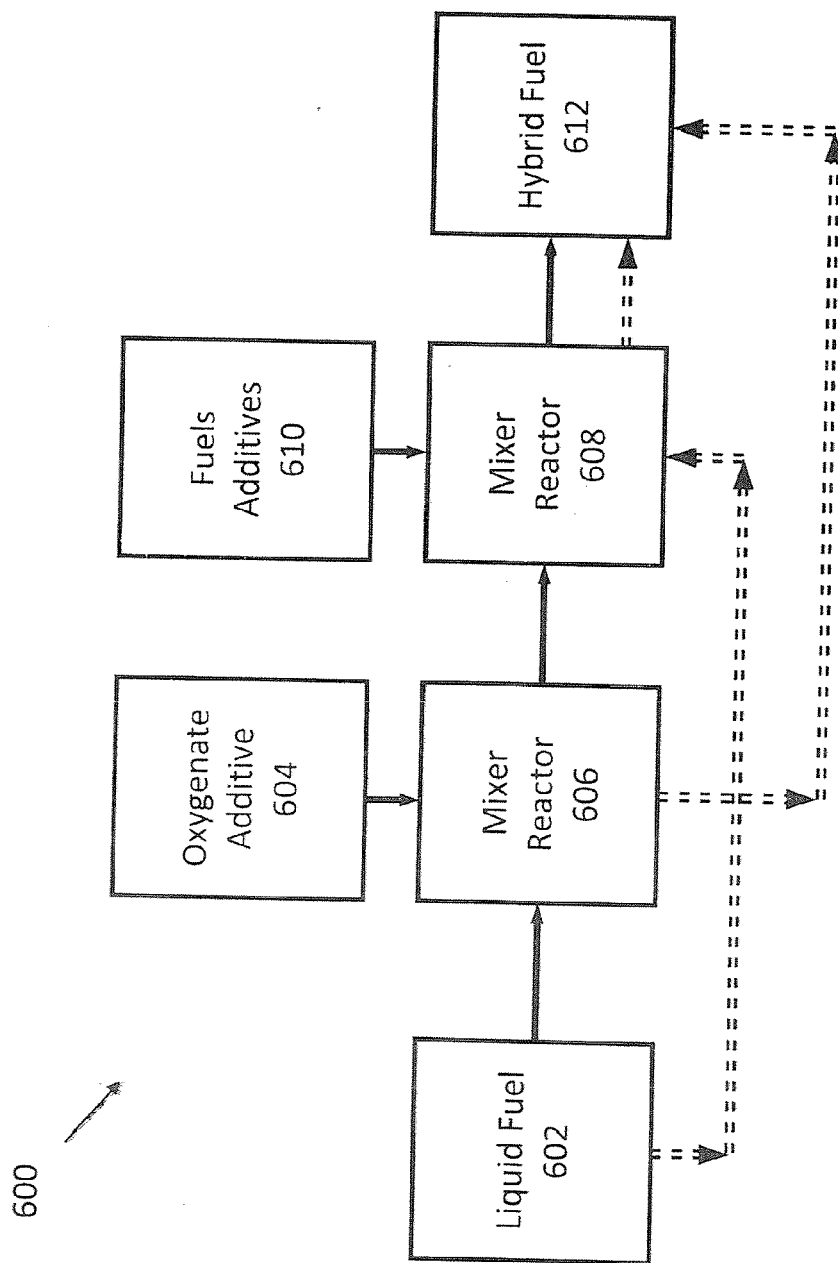 600
Liquid Fuel
602
Oxygenate
Additive
604
Mixer
Reactor
606
Fuels
Additives
610
Mixer
Reactor
608
Hybrid Fuel
612